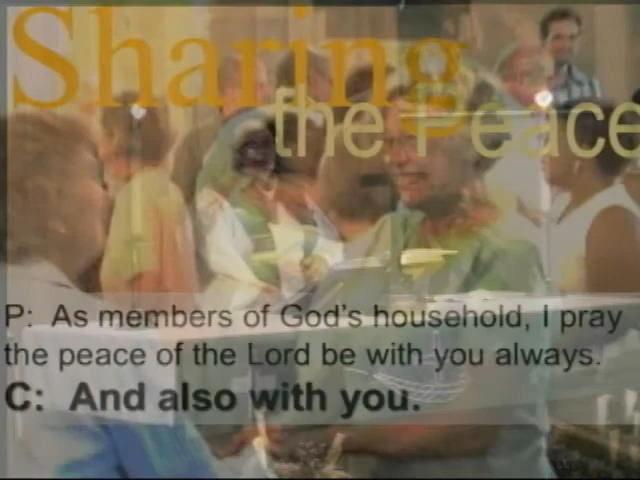 Sharing
the Peace
P: As members of God's household, I pray
the peace of the Lord be with you always.
C: And also with you.